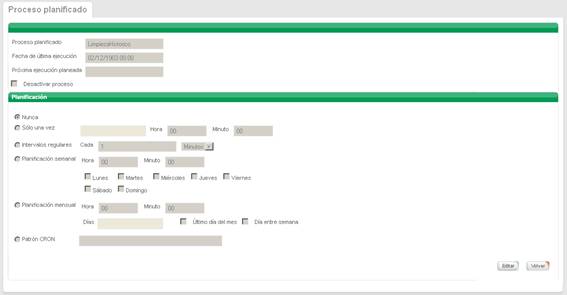 Proceso planificado
Proceso planificado LimpiezaHistorico
Fecha de última ejecución 02/12/1903 00:00
Próxima ejecución planeada
Desactivar proceso
Planificación
Nunca
Sólo una vez Hora 00 Minuto 00
Intervalos regulares Cada 1 Minutos
Planificación semanal Hora 00 Minuto 00
Lunes Martes Miércoles Jueves Viernes
Sábado Domingo
Planificación mensual Hora 00 Minuto 00
Días Último día del mes Día entre semana
Patrón CRON
Editar Volver